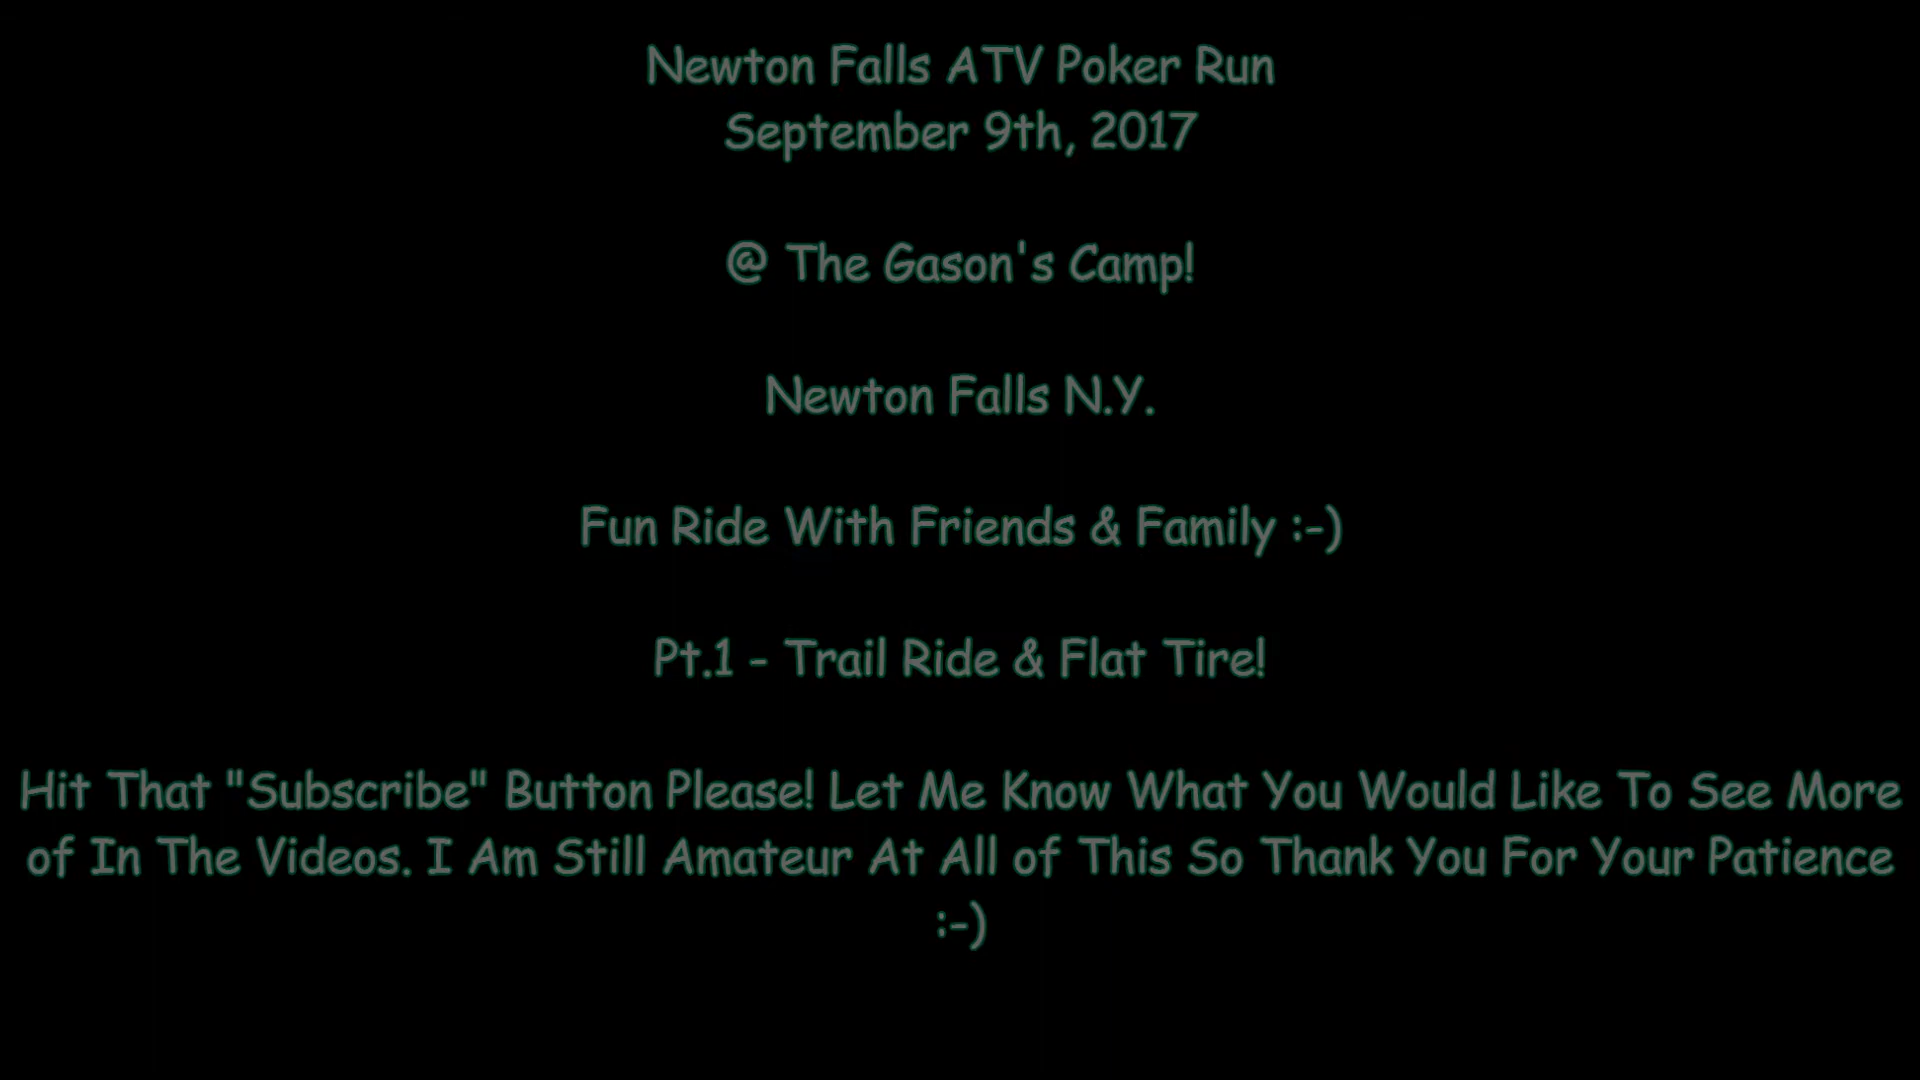 Newton Falls ATV Poker Run
September 9th, 2017
@ The Gason's Camp!
Newton Falls N.Y.
Fun Ride With Friends & Family :-)
Pt.1 - Trail Ride & Flat Tire!
Hit That "Subscribe" Button Please! Let Me Know What You Would Like To See More
of In The Videos. I Am Still Amateur At All of This So Thank You For Your Patience
:-)